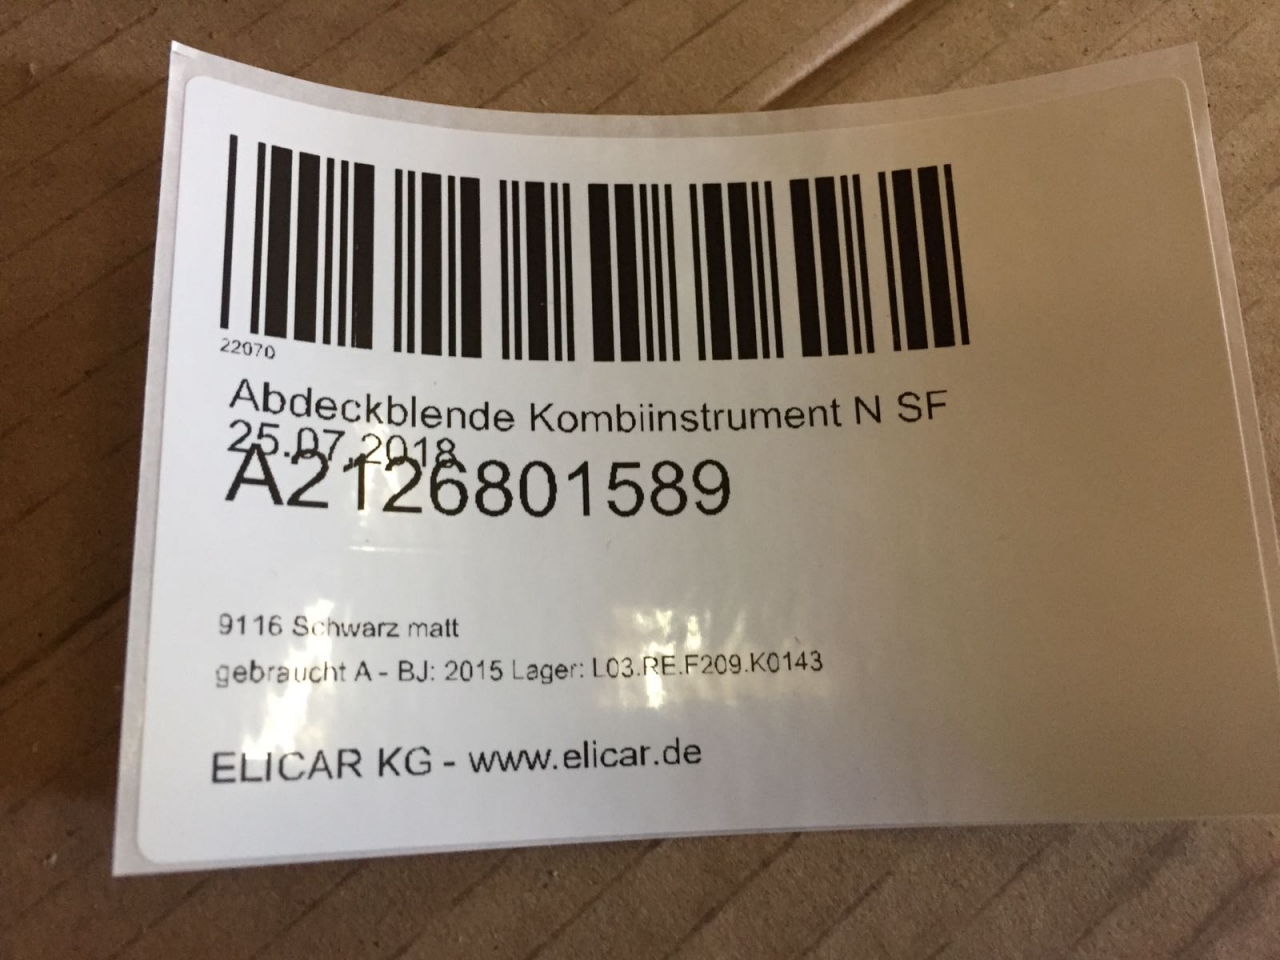 22070
Abdeckblende Kombiinstrument N SF
25.07.2018
A2126801589
9116 Schwarz matt
gebraucht A - BJ: 2015 Lager: L03.RE.F209.K0143
ELICAR KG - www.elicar.de